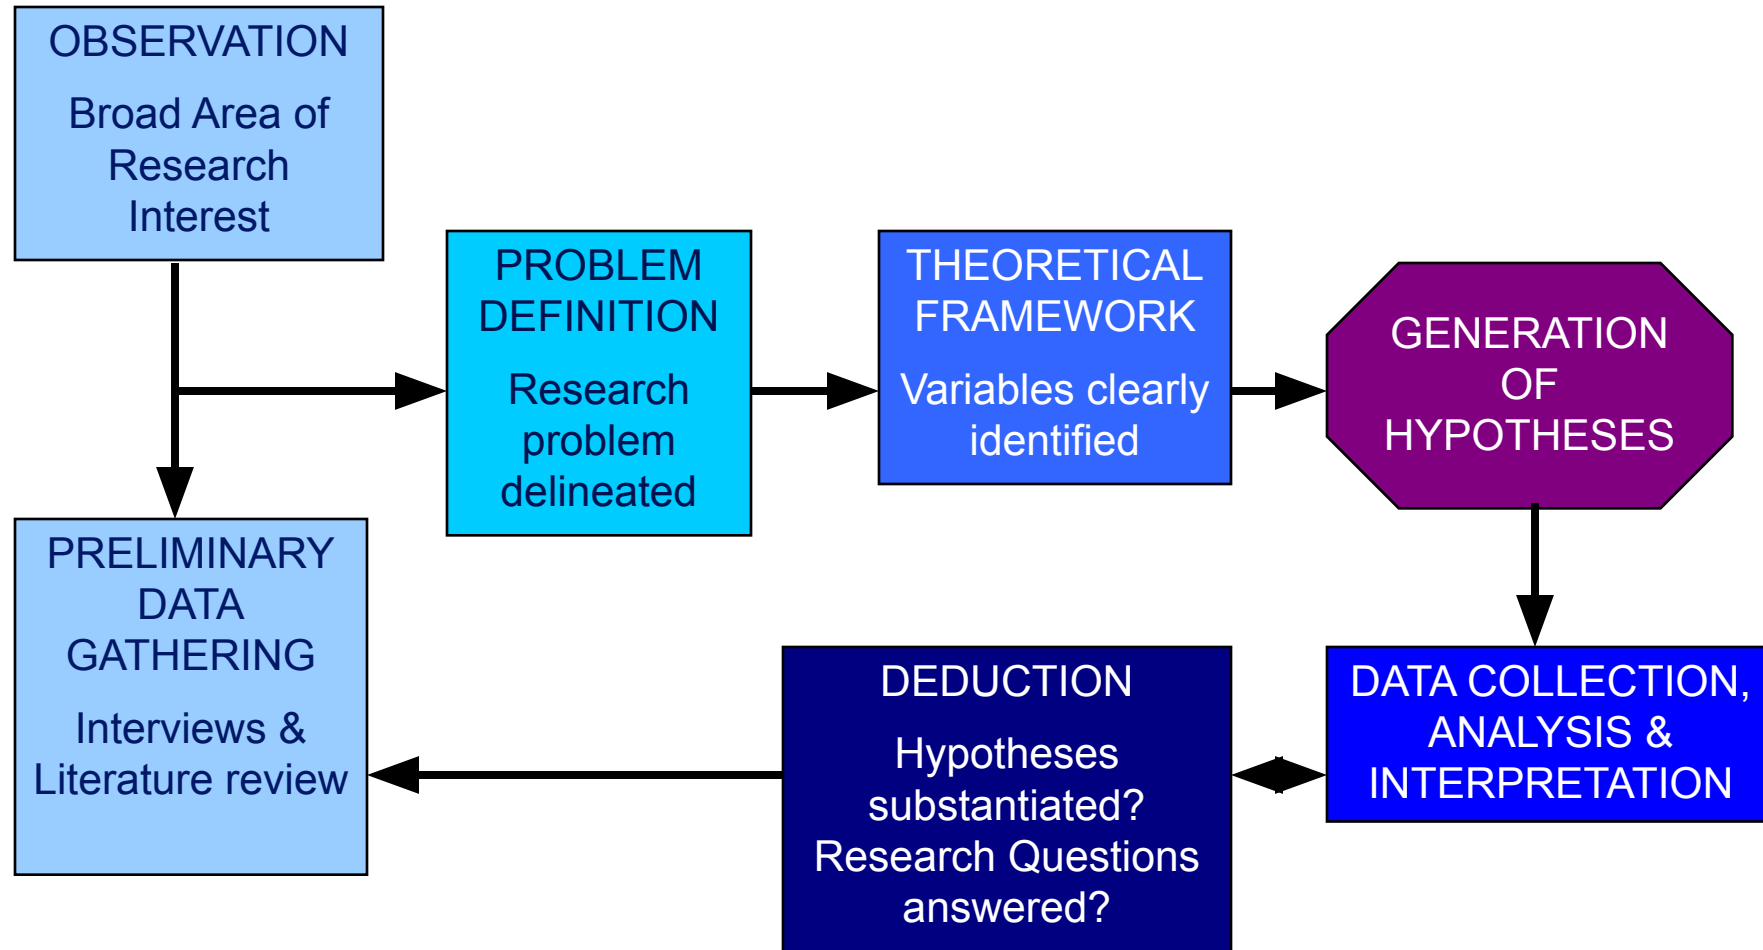 OBSERVATION
Broad Area of
Research
Interest
PROBLEM
DEFINITION
Research
problem
delineated
THEORETICAL
FRAMEWORK
Variables clearly
identified
GENERATION
OF
HYPOTHESES
PRELIMINARY
DATA
GATHERING
Interviews &
Literature review
DEDUCTION
Hypotheses
substantiated?
Research Questions
answered?
DATA COLLECTION,
ANALYSIS &
INTERPRETATION